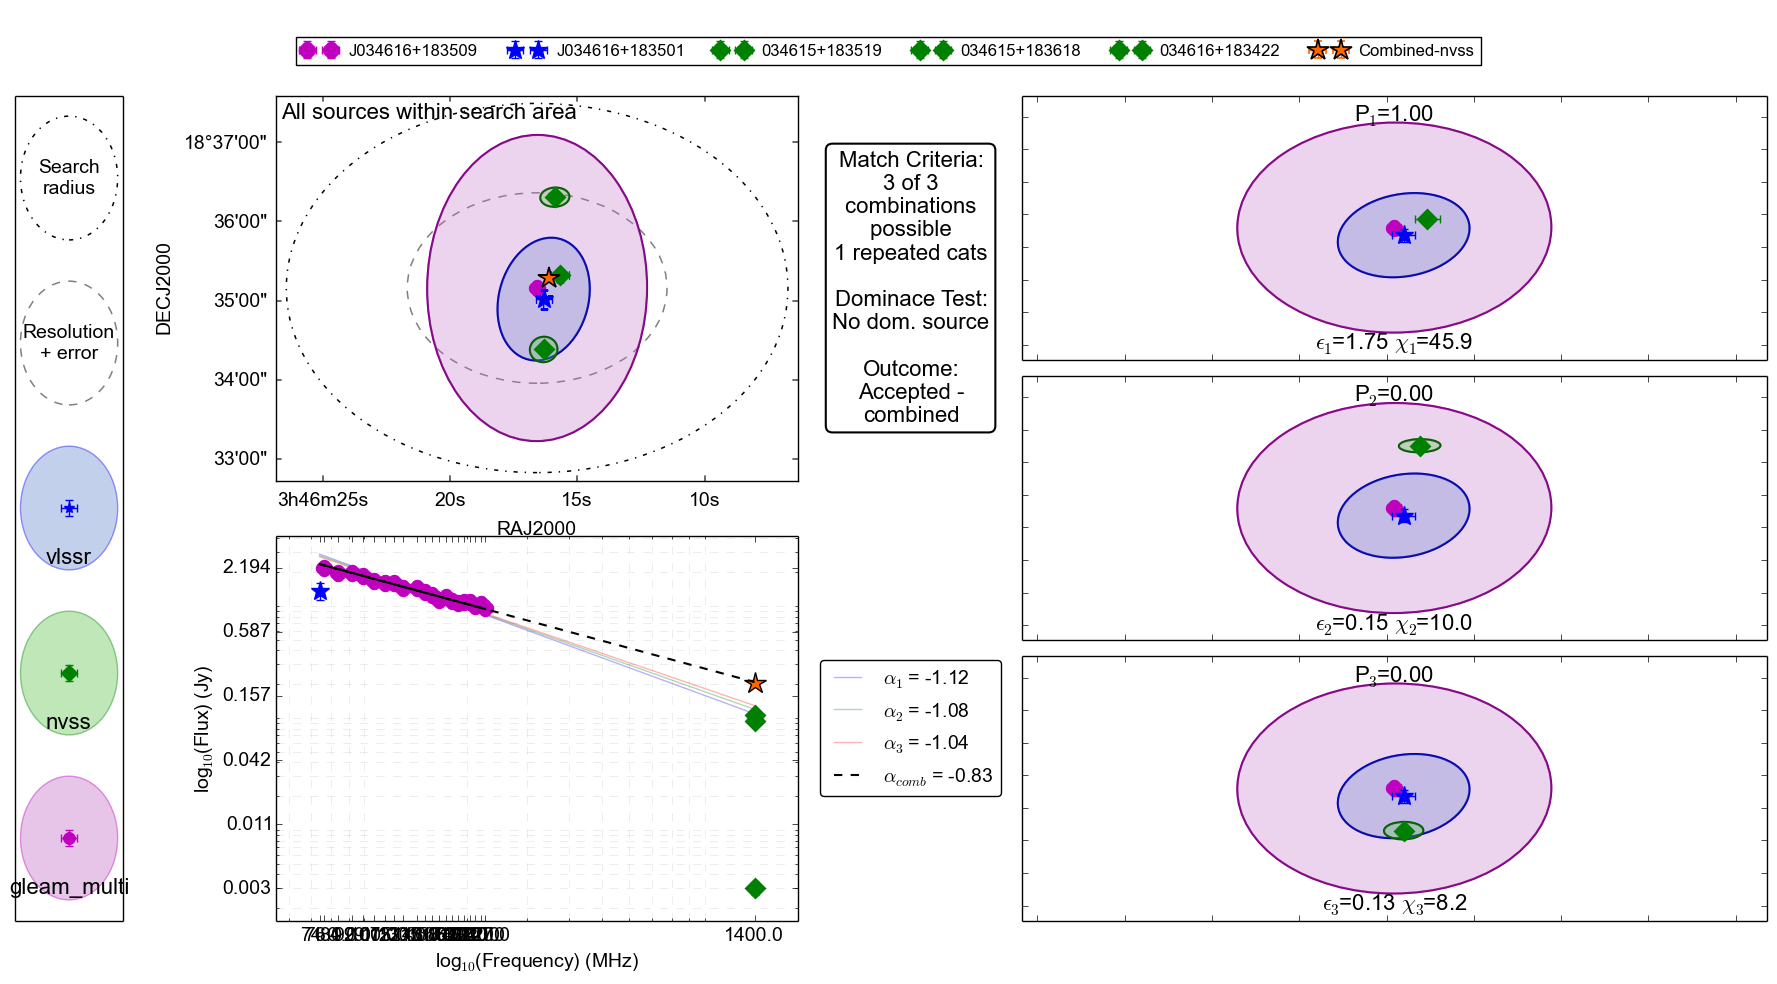 J034616+183509 J034616+183501 034615+183519 034615+183618 034616+183422 Combined-nvss
Search
radius
Resolution
+ error
vlssr
nvss
gleam_multi
All sources within search area
DECJ2000
18°37'00"
36'00"
35'00"
34'00"
33'00"
3h46m25s 20s 15s 10s
RAJ2000
Match Criteria:
3 of 3
combinations
possible
1 repeated cats
Dominace Test:
No dom. source
Outcome:
Accepted -
combined
log10(Flux) (Jy)
2.194
0.587
0.157
0.042
0.011
0.003
1400.0
log10(Frequency) (MHz)
α1 = -1.12
α2 = -1.08
α3 = -1.04
αcomb = -0.83
P1=1.00
ϵ1=1.75 χ1=45.9
P2=0.00
ϵ2=0.15 χ2=10.0
P3=0.00
ϵ3=0.13 χ3=8.2